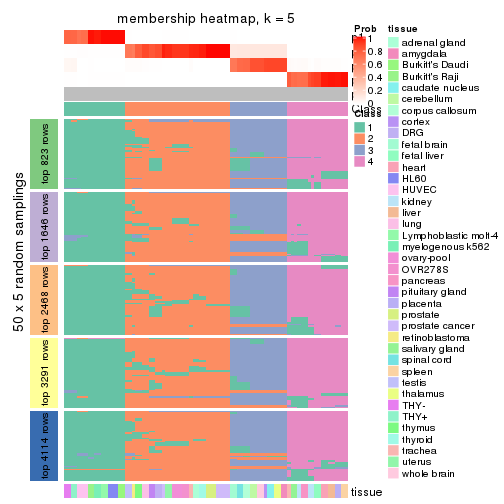 membership heatmap, k = 5
50 x 5 random samplings
top 823 rows
top 1646 rows
top 2468 rows
top 3291 rows
top 4114 rows
Prob
1
0.8
0.6
0.4
0.2
0
Class
Class
1
2
3
4
tissue
tissue
adrenal gland
amygdala
Burkitt's Daudi
Burkitt's Raji
caudate nucleus
cerebellum
corpus callosum
cortex
DRG
fetal brain
fetal liver
heart
HL60
HUVEC
kidney
liver
lung
Lymphoblastic molt-4
myelogenous k562
ovary-pool
OVR278S
pancreas
pituitary gland
placenta
prostate
prostate cancer
retinoblastoma
salivary gland
spinal cord
spleen
testis
thalamus
THY-
THY+
thymus
thyroid
trachea
uterus
whole brain